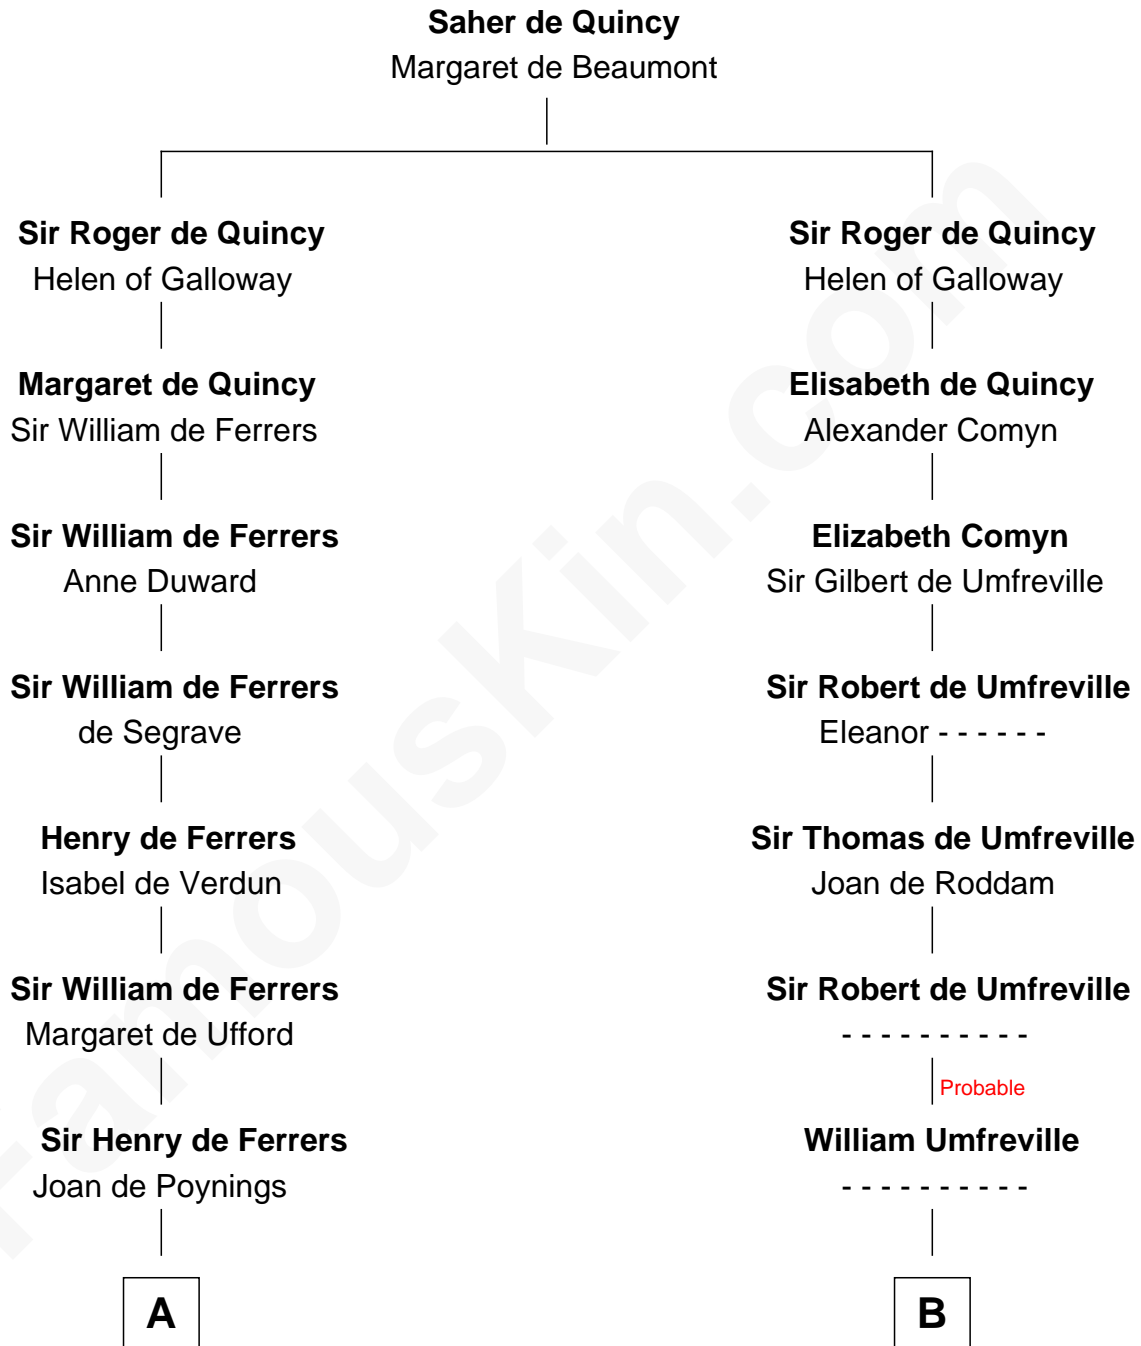 Saher de Quincy
Margaret de Beaumont
Sir Roger de Quincy
Helen of Galloway
Sir Roger de Quincy
Helen of Galloway
Margaret de Quincy
Sir William de Ferrers
Elisabeth de Quincy
Alexander Comyn
Sir William de Ferrers
Anne Duward
Elizabeth Comyn
Sir Gilbert de Umfreville
Sir William de Ferrers
de Segrave
Sir Robert de Umfreville
Eleanor - - - - - -
Henry de Ferrers
Isabel de Verdun
Sir Thomas de Umfreville
Joan de Roddam
Sir William de Ferrers
Margaret de Ufford
Sir Robert de Umfreville
- - - - - - - - - -
Probable
Sir Henry de Ferrers
Joan de Poynings
William Umfreville
- - - - - - - - - -
A
B
FamousKin.com